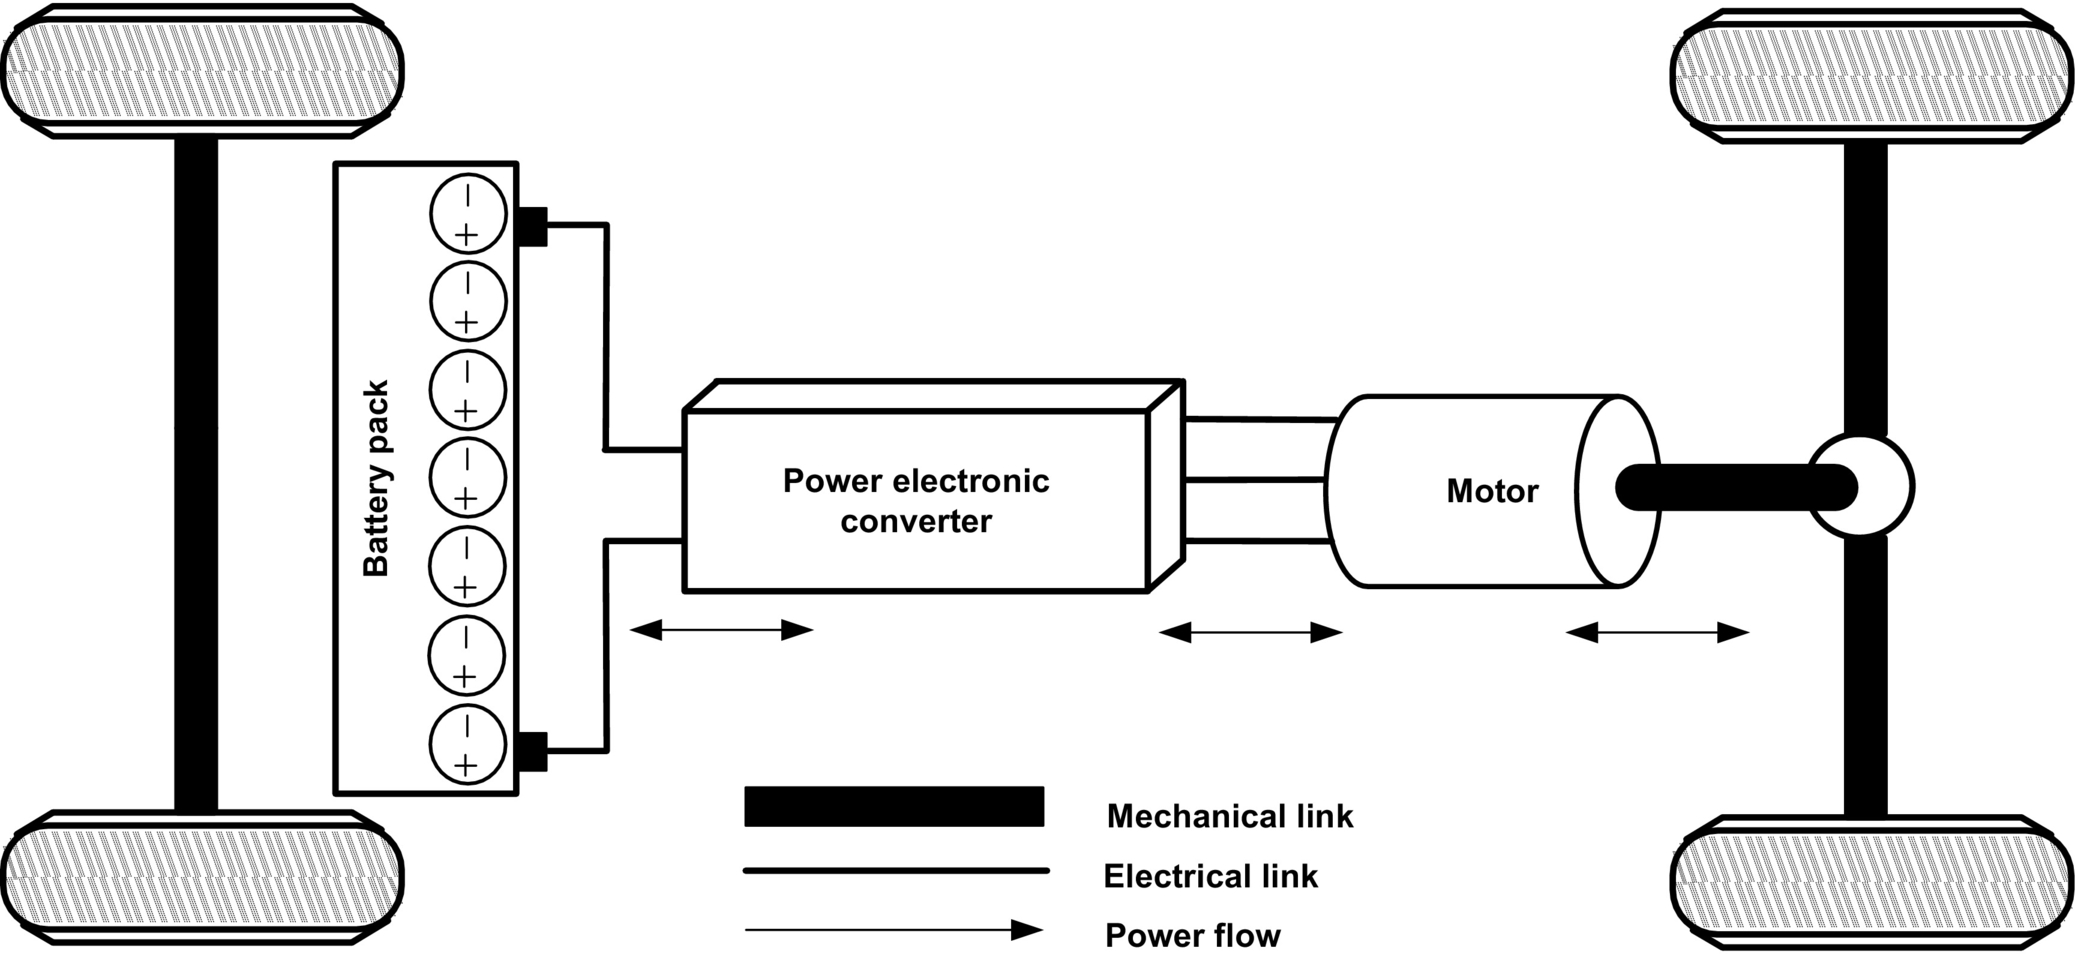 Battery pack
− +
− +
− +
− +
− +
− +
− +
Power electronic
converter
Motor
Mechanical link
Electrical link
Power flow